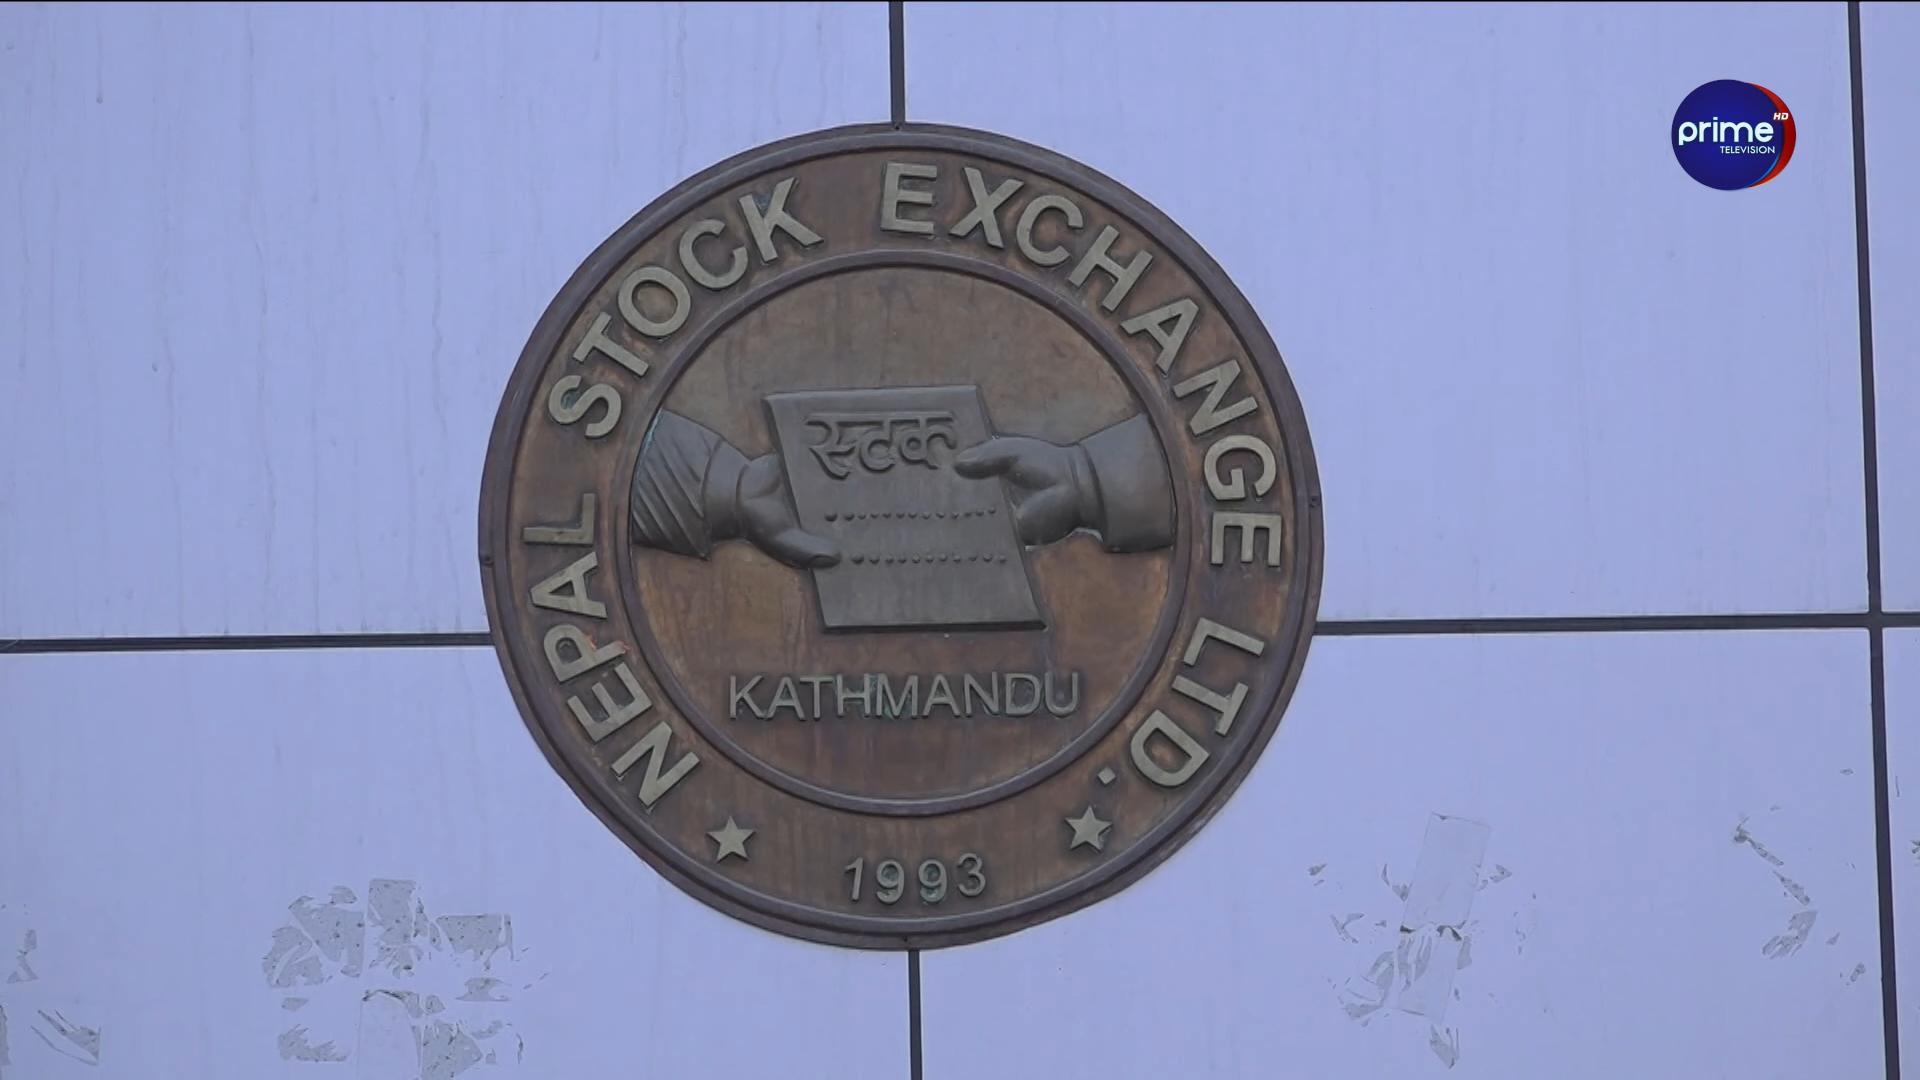 NEPAL STOCK EXCHANGE LTD.
स्टक
KATHMANDU
1993
prime HD
TELEVISION